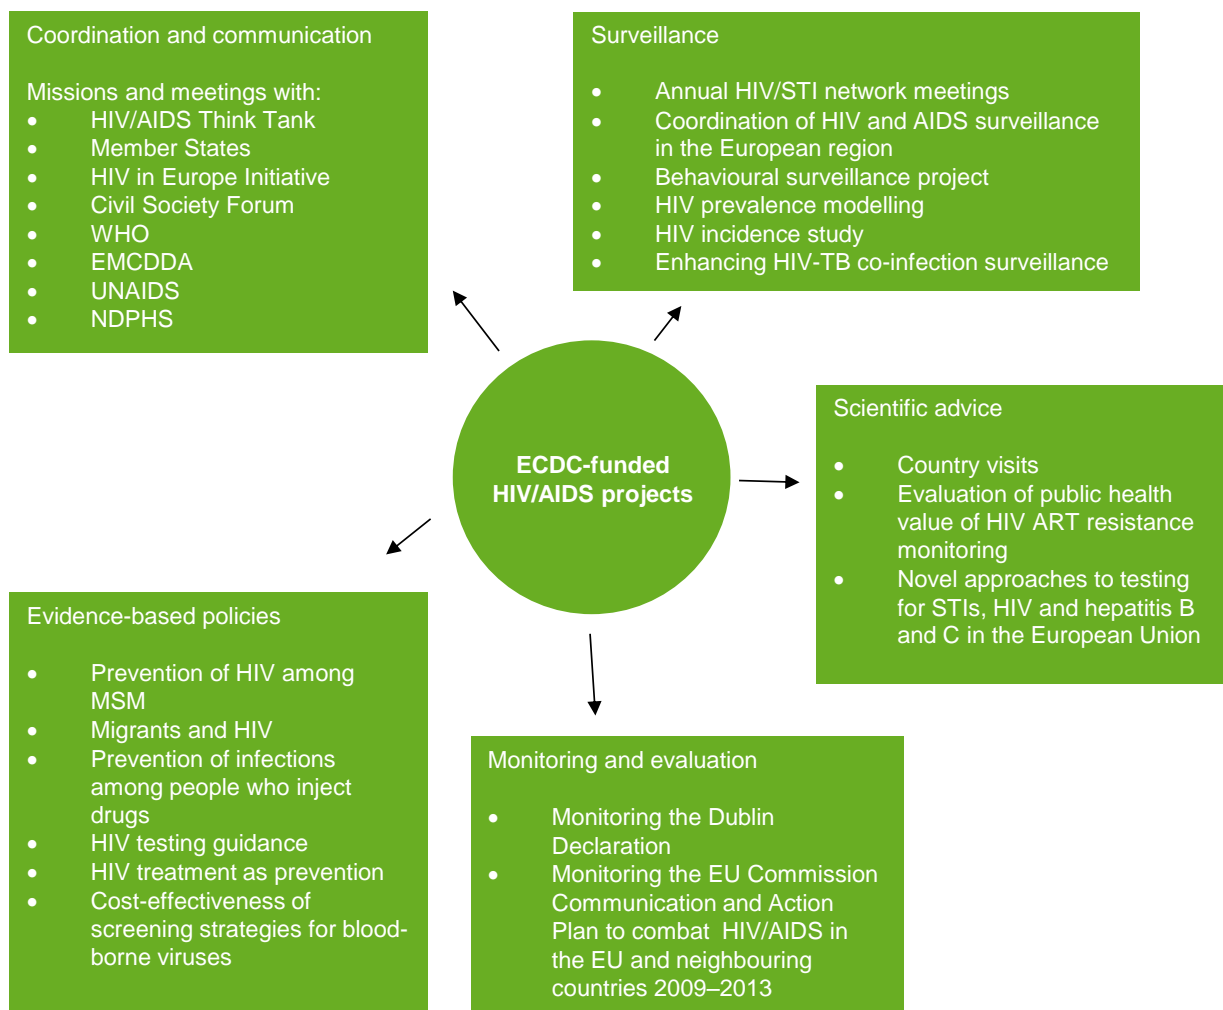 Coordination and communication
Missions and meetings with:
• HIV/AIDS Think Tank
• Member States
• HIV in Europe Initiative
• Civil Society Forum
• WHO
• EMCDDA
• UNAIDS
• NDPHS
Surveillance
• Annual HIV/STI network meetings
• Coordination of HIV and AIDS surveillance
in the European region
• Behavioural surveillance project
• HIV prevalence modelling
• HIV incidence study
• Enhancing HIV-TB co-infection surveillance
ECDC-funded
HIV/AIDS projects
Scientific advice
• Country visits
• Evaluation of public health
value of HIV ART resistance
monitoring
• Novel approaches to testing
for STIs, HIV and hepatitis B
and C in the European Union
Evidence-based policies
• Prevention of HIV among
MSM
• Migrants and HIV
• Prevention of infections
among people who inject
drugs
• HIV testing guidance
• HIV treatment as prevention
• Cost-effectiveness of
screening strategies for blood-
borne viruses
Monitoring and evaluation
• Monitoring the Dublin
Declaration
• Monitoring the EU Commission
Communication and Action
Plan to combat HIV/AIDS in
the EU and neighbouring
countries 2009–2013